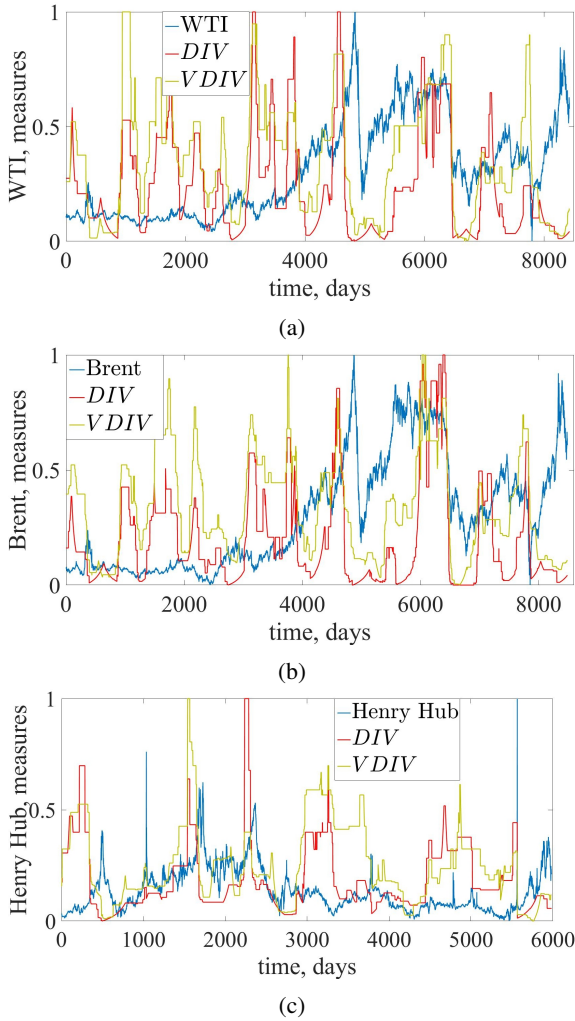 1
WTI
DIV
VDIV
0.5
WTI, measures
0
0 2000 4000 6000 8000
time, days
(a)
1
Brent
DIV
VDIV
0.5
Brent, measures
0
0 2000 4000 6000 8000
time, days
(b)
1
Henry Hub
DIV
VDIV
0.5
Henry Hub, measures
0
0 1000 2000 3000 4000 5000 6000
time, days
(c)